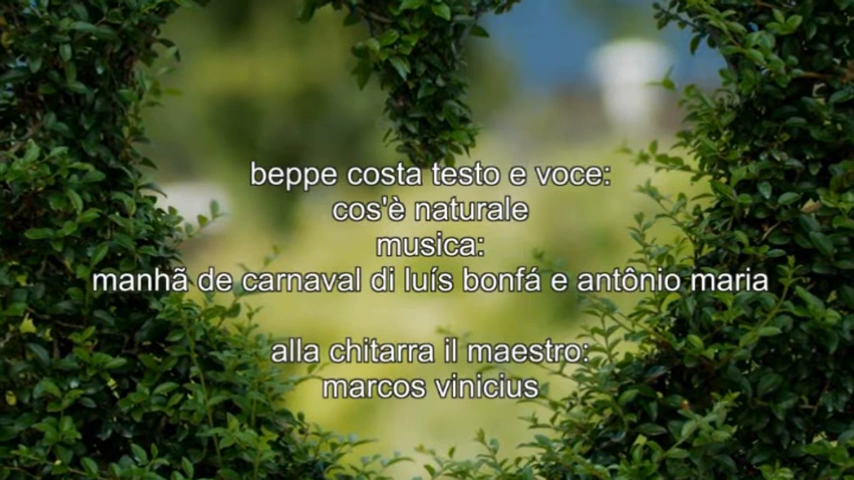 beppe costa testo e voce:
cos'è naturale
musica:
manhã de carnaval di luís bonfá e antônio maria
alla chitarra il maestro:
marcos vinicius